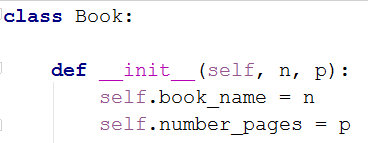 class Book:
def __init__(self, n, p):
self.book_name = n
self.number_pages = p